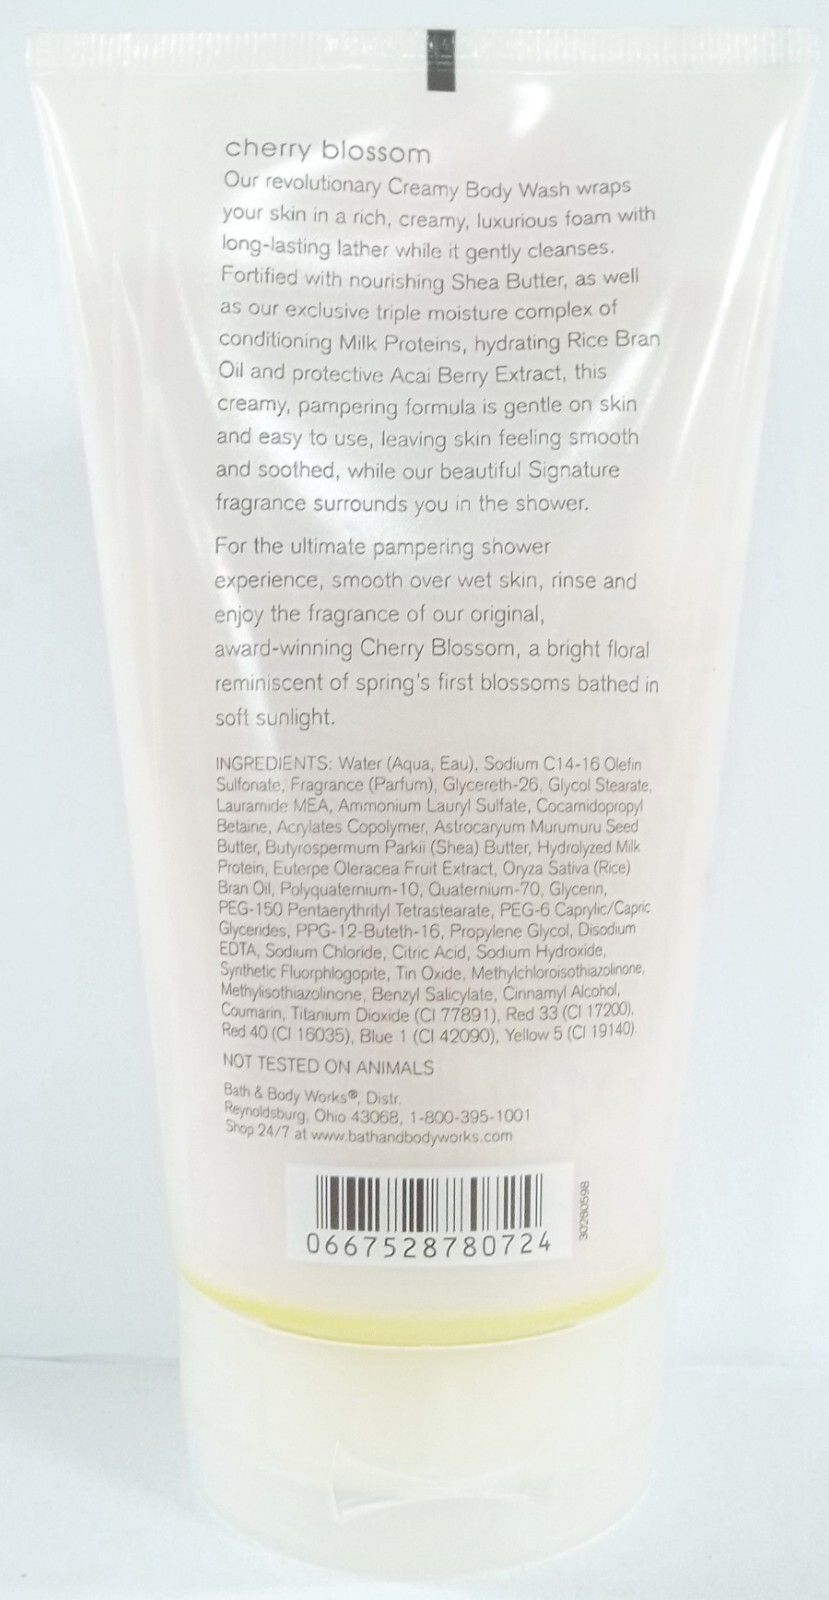 cherry blossom
Our revolutionary Creamy Body Wash wraps
your skin in a rich, creamy, luxurious foam with
long-lasting lather while it gently cleanses.
Fortified with nourishing Shea Butter, as well
as our exclusive triple moisture complex of
conditioning Milk Proteins, hydrating Rice Bran
Oil and protective Acai Berry Extract, this
creamy, pampering formula is gentle on skin
and easy to use, leaving skin feeling smooth
and soothed, while our beautiful Signature
fragrance surrounds you in the shower.
For the ultimate pampering shower
experience, smooth over wet skin, rinse and
enjoy the fragrance of our original,
award-winning Cherry Blossom, a bright floral
reminiscent of spring's first blossoms bathed in
soft sunlight.
INGREDIENTS: Water (Aqua, Eau), Sodium C14-16 Olefin
Sulfonate, Fragrance (Parfum), Glycereth-26, Glycol Stearate,
Lauramide MEA, Ammonium Lauryl Sulfate, Cocamidopropyl
Betaine, Acrylates Copolymer, Astrocaryum Murumuru Seed
Butter, Butyrospermum Parkii (Shea) Butter, Hydrolyzed Milk
Protein, Euterpe Oleracea Fruit Extract, Oryza Sativa (Rice)
Bran Oil, Polyquaternium-10, Quaternium-70, Glycerin,
PEG-150 Pentaerythrityl Tetrastearate, PEG-6 Caprylic/Capric
Glycerides, PPG-12-Buteth-16, Propylene Glycol, Disodium
EDTA, Sodium Chloride, Citric Acid, Sodium Hydroxide,
Synthetic Fluorphlogopite, Tin Oxide, Methylchloroisothiazolinone,
Methylisothiazolinone, Benzyl Salicylate, Cinnamyl Alcohol,
Coumarin, Titanium Dioxide (CI 77891), Red 33 (CI 17200),
Red 40 (CI 16035), Blue 1 (CI 42090), Yellow 5 (CI 19140).
NOT TESTED ON ANIMALS
Bath & Body Works®, Distr.
Reynoldsburg, Ohio 43068, 1-800-395-1001
Shop 24/7 at www.bathandbodyworks.com
0667528780724
30280598